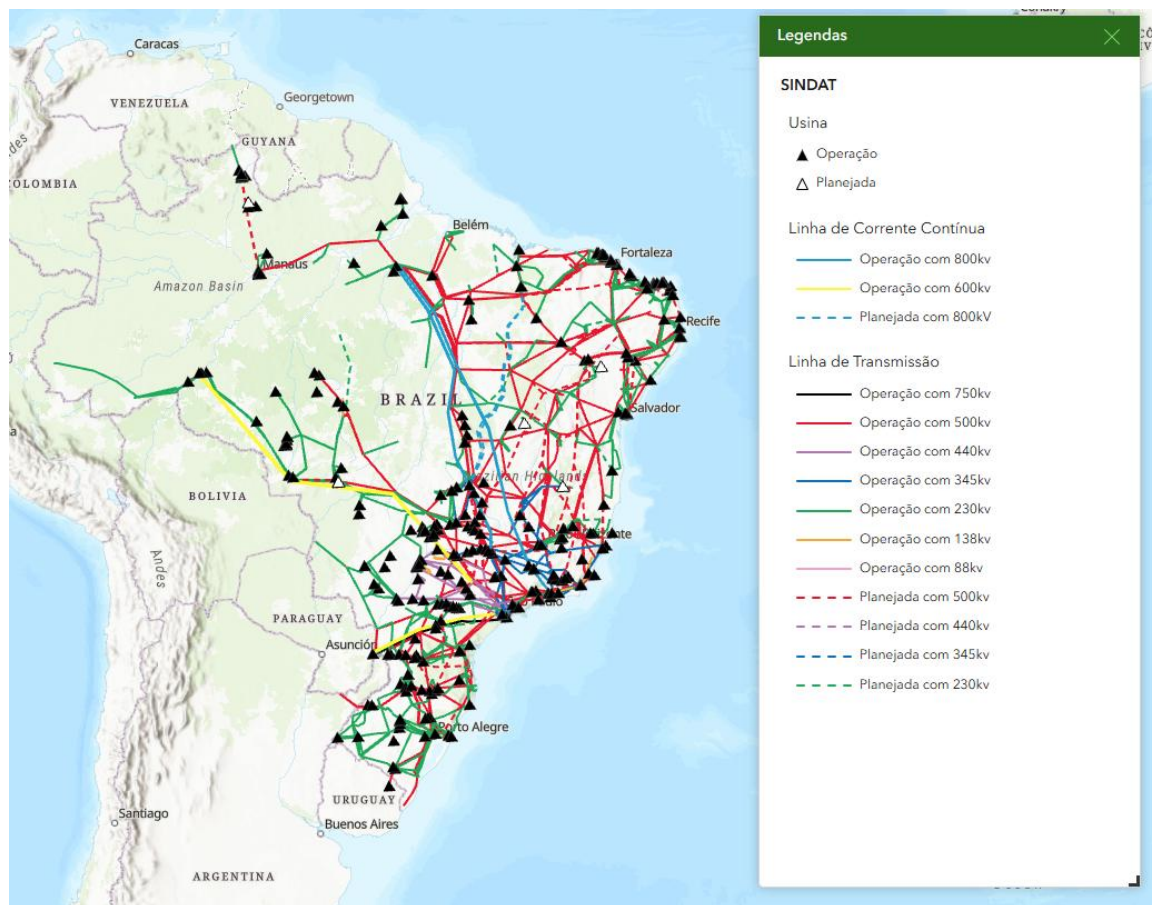 Caracas
VENEZUELA
Georgetown
GUYANA
COLOMBIA
Belém
Fortaleza
Manaus
Amazon Basin
Recife
BRAZIL
Salvador
Brazilian Highlands
BOLIVIA
Andes
PARAGUAY
Asunción
Porto Alegre
URUGUAY
Santiago
Buenos Aires
ARGENTINA
Legendas
SINDAT
Usina
Operação
Planejada
Linha de Corrente Contínua
Operação com 800kv
Operação com 600kv
Planejada com 800kV
Linha de Transmissão
Operação com 750kv
Operação com 500kv
Operação com 440kv
Operação com 345kv
Operação com 230kv
Operação com 138kv
Operação com 88kv
Planejada com 500kv
Planejada com 440kv
Planejada com 345kv
Planejada com 230kv